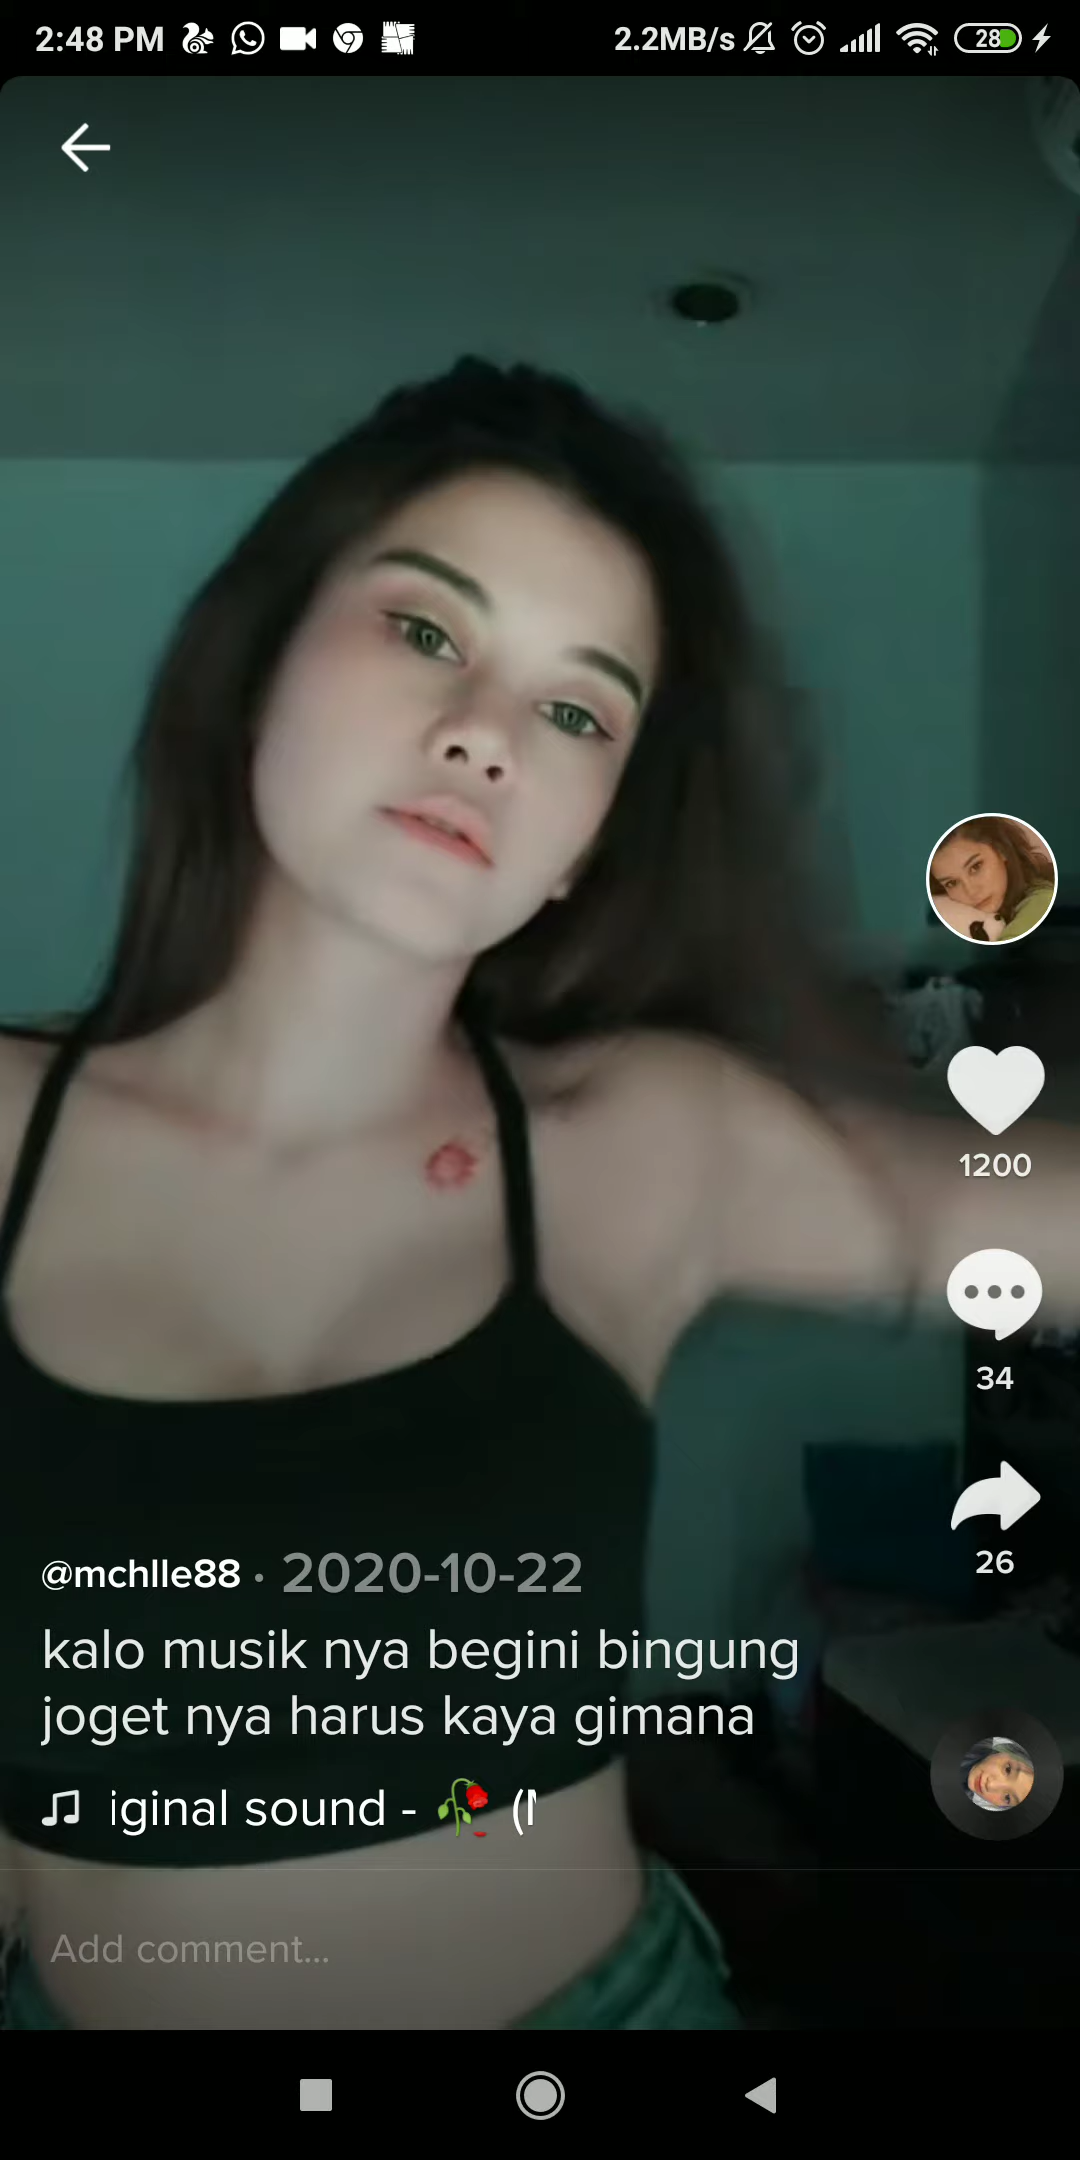 2:48 PM
2.2MB/s
28
1200
34
26
@mchlle88 · 2020-10-22
kalo musik nya begini bingung
joget nya harus kaya gimana
iginal sound - 🥀 (
Add comment...